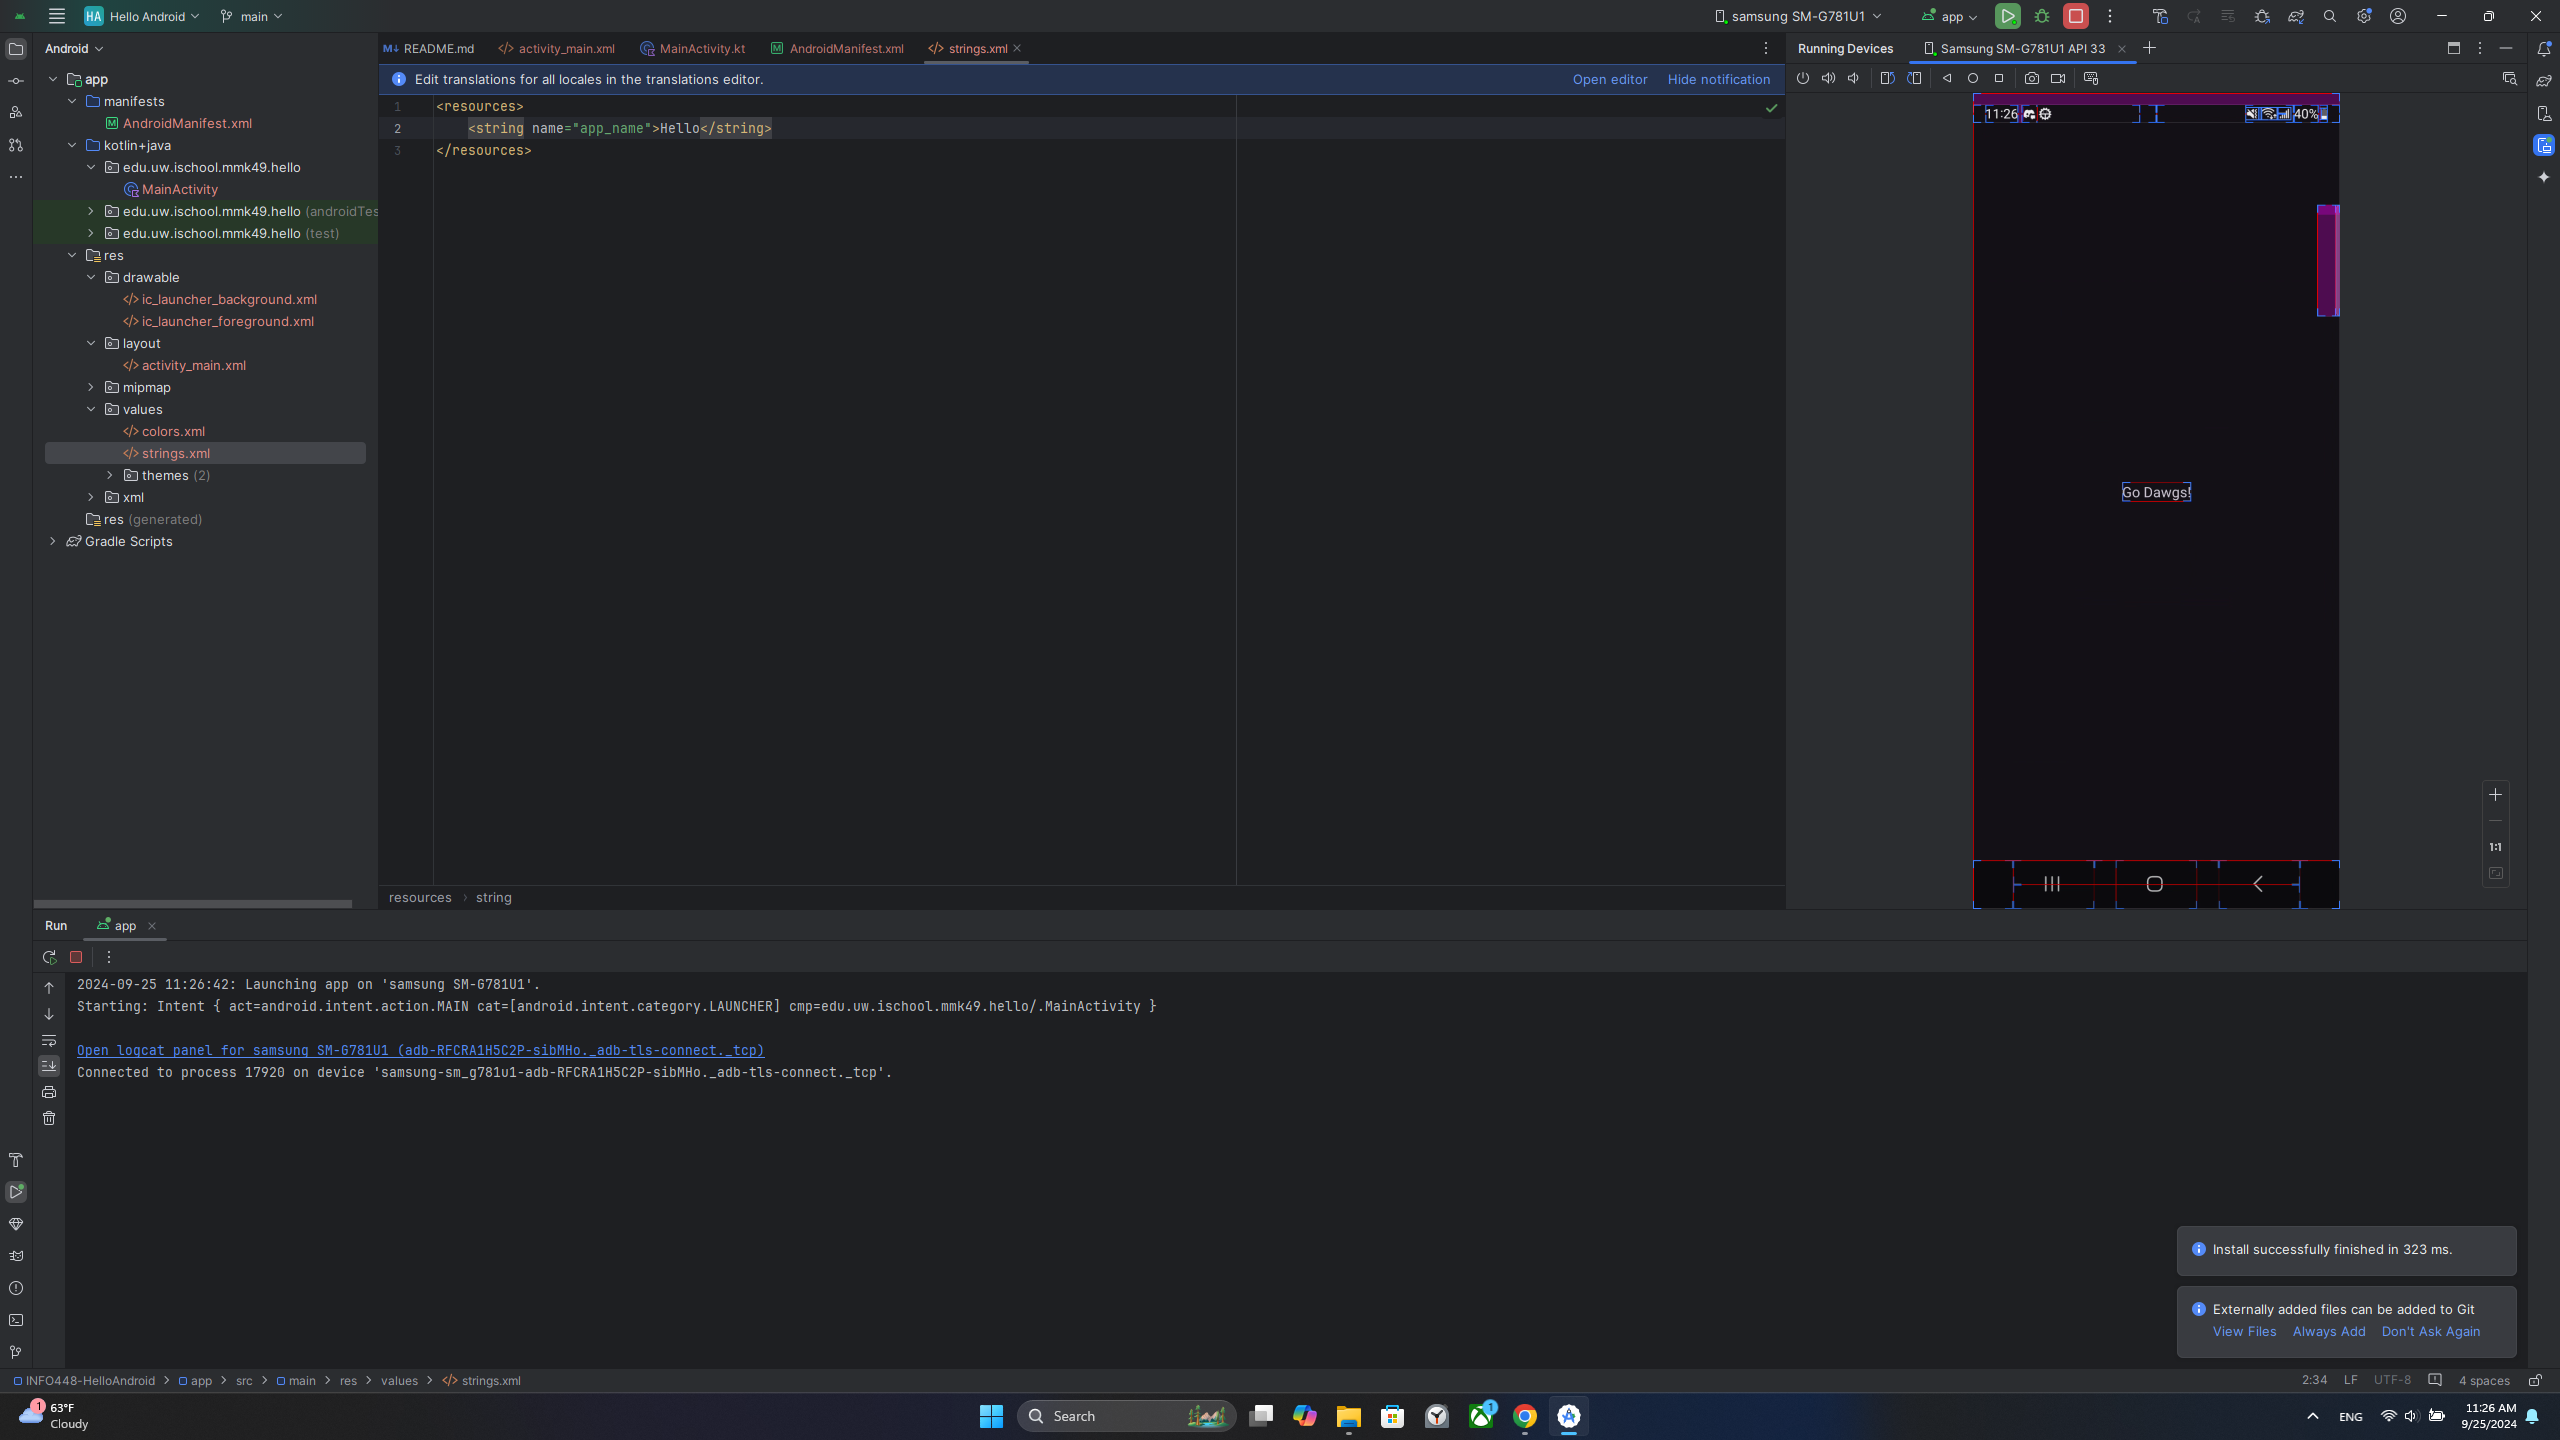 HA Hello Android main samsung SM-G781U1 app
Android
README.md activity_main.xml MainActivity.kt AndroidManifest.xml strings.xml
Running Devices Samsung SM-G781U1 API 33
Edit translations for all locales in the translations editor. Open editor Hide notification
app
manifests
AndroidManifest.xml
kotlin+java
edu.uw.ischool.mmk49.hello
MainActivity
edu.uw.ischool.mmk49.hello (androidTes
edu.uw.ischool.mmk49.hello (test)
res
drawable
ic_launcher_background.xml
ic_launcher_foreground.xml
layout
activity_main.xml
mipmap
values
colors.xml
strings.xml
themes (2)
xml
res (generated)
Gradle Scripts
1 <resources>
2 <string name="app_name">Hello</string>
3 </resources>
resources string
11:26 40%
Go Dawgs!
1:1
Run app
2024-09-25 11:26:42: Launching app on 'samsung SM-G781U1'.
Starting: Intent { act=android.intent.action.MAIN cat=[android.intent.category.LAUNCHER] cmp=edu.uw.ischool.mmk49.hello/.MainActivity }
Open logcat panel for samsung SM-G781U1 (adb-RFCRA1H5C2P-sibMHo._adb-tls-connect._tcp)
Connected to process 17920 on device 'samsung-sm_g781u1-adb-RFCRA1H5C2P-sibMHo._adb-tls-connect._tcp'.
Install successfully finished in 323 ms.
Externally added files can be added to Git
View Files Always Add Don't Ask Again
INFO448-HelloAndroid app src main res values strings.xml
2:34 LF UTF-8 4 spaces
1 63°F
Cloudy
Search
1
ENG
11:26 AM
9/25/2024